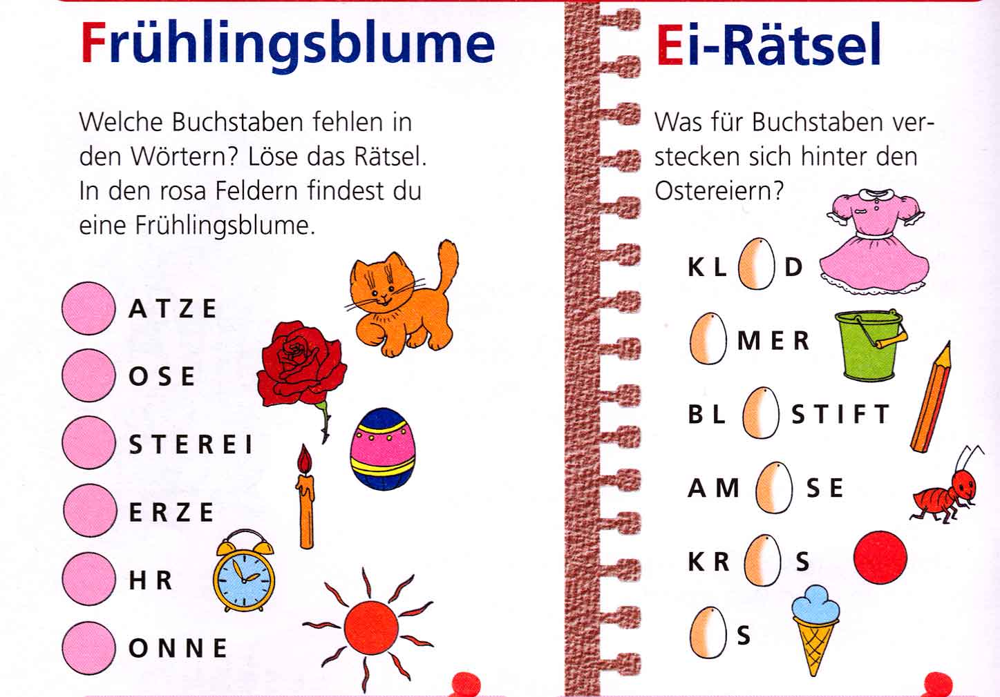 Frühlingsblume
Welche Buchstaben fehlen in
den Wörtern? Löse das Rätsel.
In den rosa Feldern findest du
eine Frühlingsblume.
ATZE
OSE
STEREI
ERZE
HR
ONNE
Ei-Rätsel
Was für Buchstaben ver-
stecken sich hinter den
Ostereiern?
KL D
MER
BL STIFT
AM SE
KR S
S